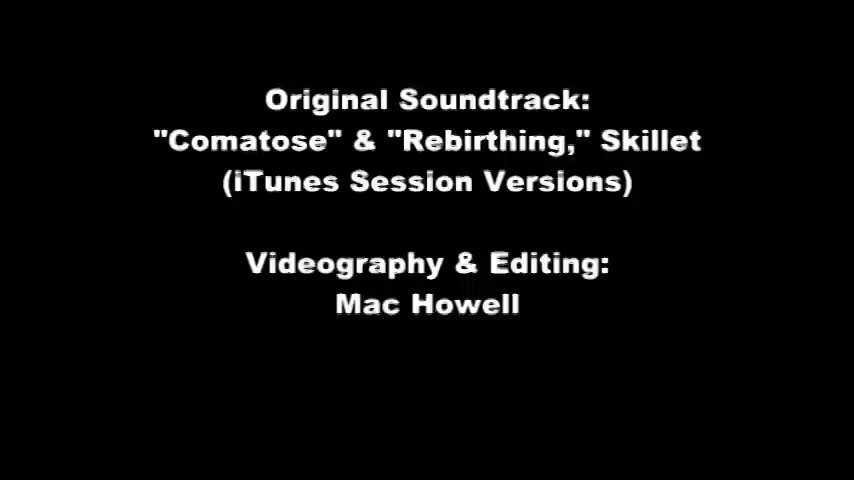 Original Soundtrack:
"Comatose" & "Rebirthing," Skillet
(iTunes Session Versions)
Videography & Editing:
Mac Howell